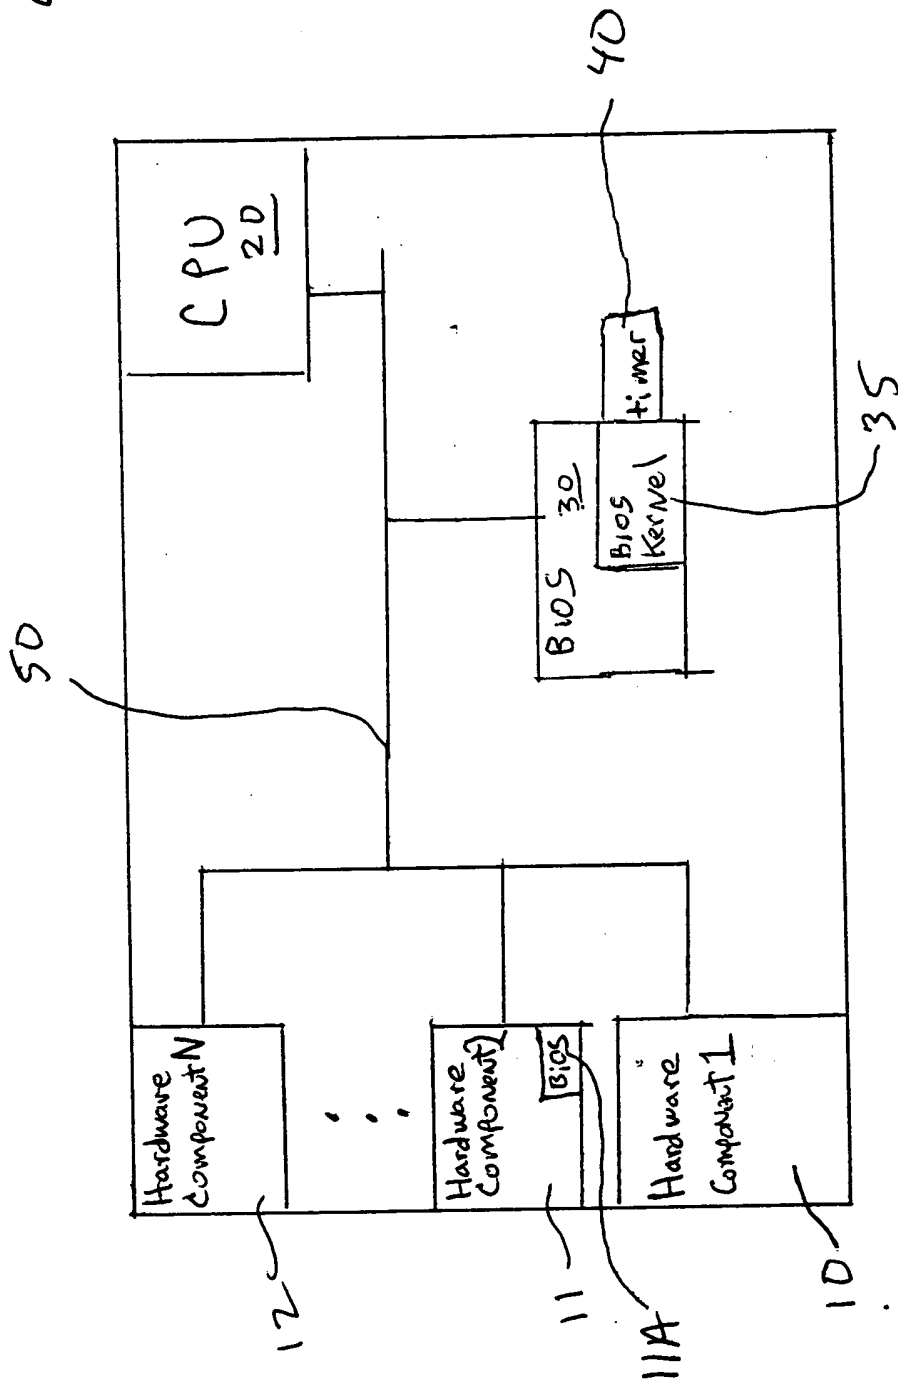 50
40
CPU
20
Hardware
Component N
12
BIOS 30
BIOS
Kernel
timer
35
Hardware
Component 2
BIOS
11
11A
Hardware
Component 1
10